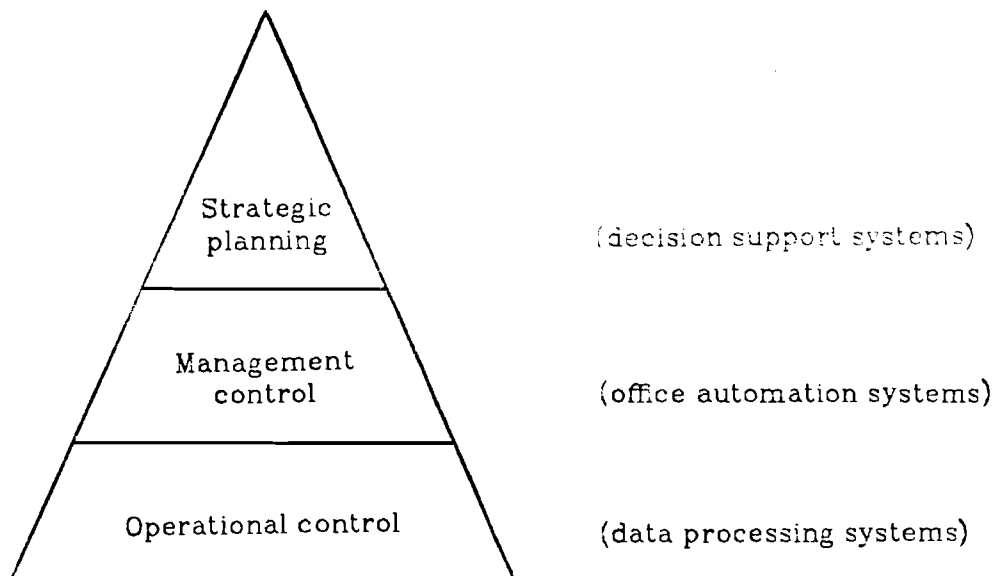 Strategic
planning
(decision support systems)
Management
control
(office automation systems)
Operational control
(data processing systems)